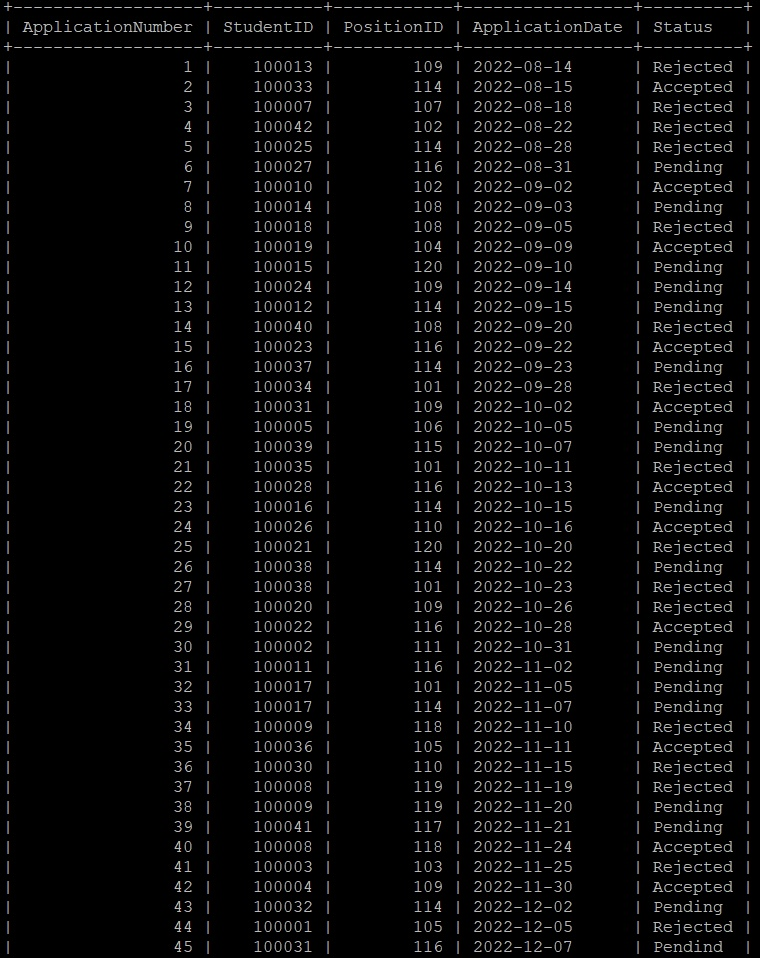 +-------------------+-----------+------------+-----------------+----------+
| ApplicationNumber | StudentID | PositionID | ApplicationDate | Status   |
+-------------------+-----------+------------+-----------------+----------+
|                 1 |    100013 |        109 | 2022-08-14      | Rejected |
|                 2 |    100033 |        114 | 2022-08-15      | Accepted |
|                 3 |    100007 |        107 | 2022-08-18      | Rejected |
|                 4 |    100042 |        102 | 2022-08-22      | Rejected |
|                 5 |    100025 |        114 | 2022-08-28      | Rejected |
|                 6 |    100027 |        116 | 2022-08-31      | Pending  |
|                 7 |    100010 |        102 | 2022-09-02      | Accepted |
|                 8 |    100014 |        108 | 2022-09-03      | Pending  |
|                 9 |    100018 |        108 | 2022-09-05      | Rejected |
|                10 |    100019 |        104 | 2022-09-09      | Accepted |
|                11 |    100015 |        120 | 2022-09-10      | Pending  |
|                12 |    100024 |        109 | 2022-09-14      | Pending  |
|                13 |    100012 |        114 | 2022-09-15      | Pending  |
|                14 |    100040 |        108 | 2022-09-20      | Rejected |
|                15 |    100023 |        116 | 2022-09-22      | Accepted |
|                16 |    100037 |        114 | 2022-09-23      | Pending  |
|                17 |    100034 |        101 | 2022-09-28      | Rejected |
|                18 |    100031 |        109 | 2022-10-02      | Accepted |
|                19 |    100005 |        106 | 2022-10-05      | Pending  |
|                20 |    100039 |        115 | 2022-10-07      | Pending  |
|                21 |    100035 |        101 | 2022-10-11      | Rejected |
|                22 |    100028 |        116 | 2022-10-13      | Accepted |
|                23 |    100016 |        114 | 2022-10-15      | Pending  |
|                24 |    100026 |        110 | 2022-10-16      | Accepted |
|                25 |    100021 |        120 | 2022-10-20      | Rejected |
|                26 |    100038 |        114 | 2022-10-22      | Pending  |
|                27 |    100038 |        101 | 2022-10-23      | Rejected |
|                28 |    100020 |        109 | 2022-10-26      | Rejected |
|                29 |    100022 |        116 | 2022-10-28      | Accepted |
|                30 |    100002 |        111 | 2022-10-31      | Pending  |
|                31 |    100011 |        116 | 2022-11-02      | Pending  |
|                32 |    100017 |        101 | 2022-11-05      | Pending  |
|                33 |    100017 |        114 | 2022-11-07      | Pending  |
|                34 |    100009 |        118 | 2022-11-10      | Rejected |
|                35 |    100036 |        105 | 2022-11-11      | Accepted |
|                36 |    100030 |        110 | 2022-11-15      | Rejected |
|                37 |    100008 |        119 | 2022-11-19      | Rejected |
|                38 |    100009 |        119 | 2022-11-20      | Pending  |
|                39 |    100041 |        117 | 2022-11-21      | Pending  |
|                40 |    100008 |        118 | 2022-11-24      | Accepted |
|                41 |    100003 |        103 | 2022-11-25      | Rejected |
|                42 |    100004 |        109 | 2022-11-30      | Accepted |
|                43 |    100032 |        114 | 2022-12-02      | Pending  |
|                44 |    100001 |        105 | 2022-12-05      | Rejected |
|                45 |    100031 |        116 | 2022-12-07      | Pendind  |